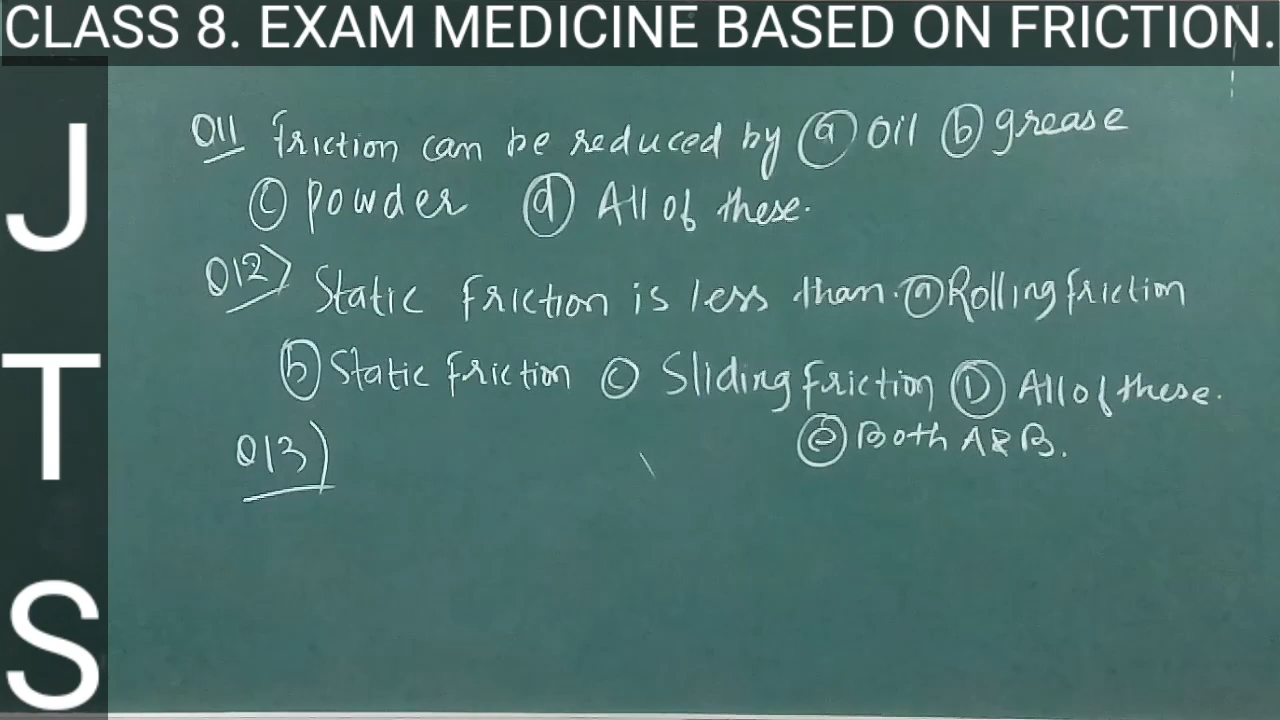 CLASS 8. EXAM MEDICINE BASED ON FRICTION.
J
T
S
Q11 Friction can be reduced by (a) Oil (b) grease
(c) Powder (d) All of these.
Q12) Static friction is less than. (a) Rolling friction
(b) Static friction (c) Sliding friction (D) All of these.
(e) Both A & B.
Q13)